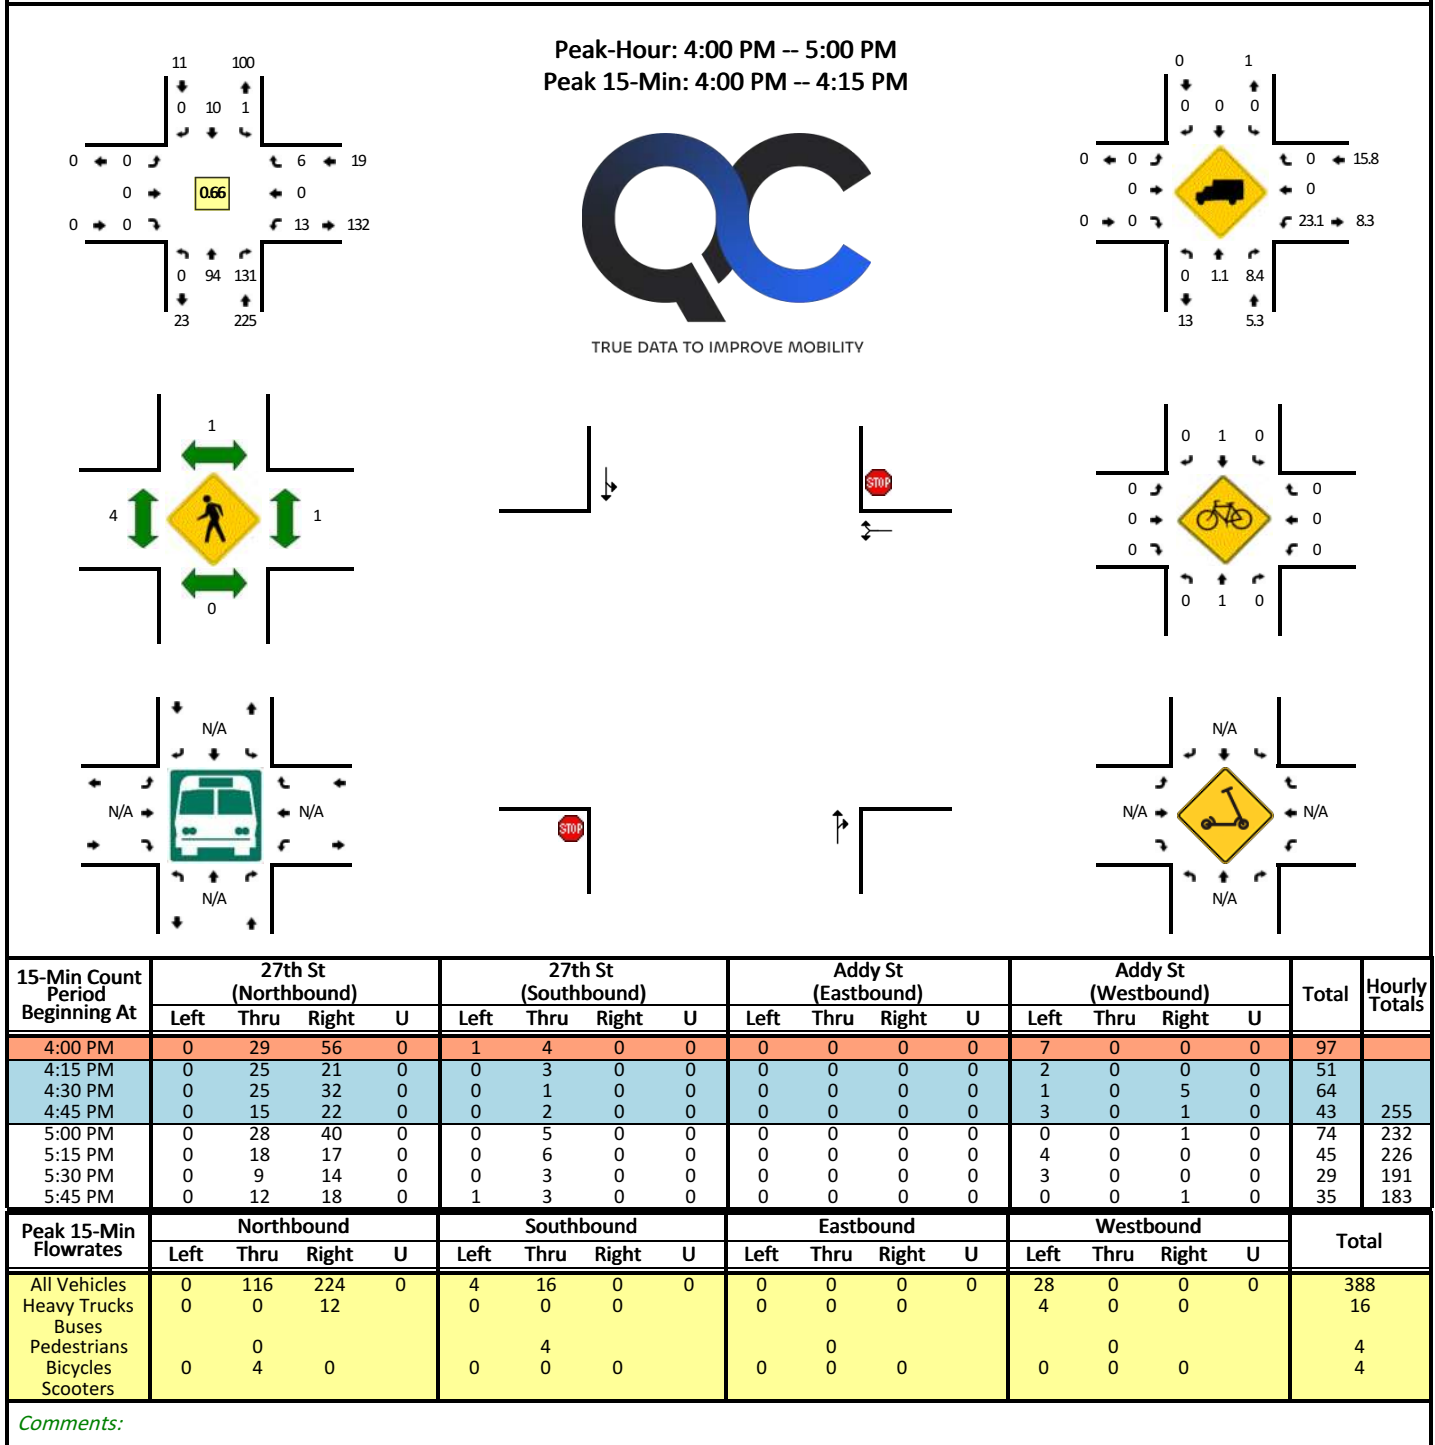 Peak-Hour: 4:00 PM -- 5:00 PM
Peak 15-Min: 4:00 PM -- 4:15 PM
11 100
0 10 1
0 0 6 19
0 0.66 0
0 0 13 132
0 94 131
23 225
QC
TRUE DATA TO IMPROVE MOBILITY
0 1
0 0 0
0 0 0 15.8
0 0
0 0 23.1 8.3
0 1.1 8.4
13 5.3
1
4 1
0
STOP
STOP
0 1 0
0 0
0 0
0 0
0 1 0
N/A
N/A N/A
N/A
N/A
N/A N/A
N/A
15-Min Count Period Beginning At 27th St (Northbound) 27th St (Southbound) Addy St (Eastbound) Addy St (Westbound) Total Hourly Totals
Left Thru Right U Left Thru Right U Left Thru Right U Left Thru Right U
4:00 PM 0 29 56 0 1 4 0 0 0 0 0 0 7 0 0 0 97
4:15 PM 0 25 21 0 0 3 0 0 0 0 0 0 2 0 0 0 51
4:30 PM 0 25 32 0 0 1 0 0 0 0 0 0 1 0 5 0 64
4:45 PM 0 15 22 0 0 2 0 0 0 0 0 0 3 0 1 0 43 255
5:00 PM 0 28 40 0 0 5 0 0 0 0 0 0 0 0 1 0 74 232
5:15 PM 0 18 17 0 0 6 0 0 0 0 0 0 4 0 0 0 45 226
5:30 PM 0 9 14 0 0 3 0 0 0 0 0 0 3 0 0 0 29 191
5:45 PM 0 12 18 0 1 3 0 0 0 0 0 0 0 0 1 0 35 183
Peak 15-Min Flowrates Northbound Southbound Eastbound Westbound Total
Left Thru Right U Left Thru Right U Left Thru Right U Left Thru Right U
All Vehicles 0 116 224 0 4 16 0 0 0 0 0 0 28 0 0 0 388
Heavy Trucks 0 0 12 0 0 0 0 0 0 4 0 0 16
Buses
Pedestrians 0 4 0 0 4
Bicycles 0 4 0 0 0 0 0 0 0 0 0 0 4
Scooters
Comments: